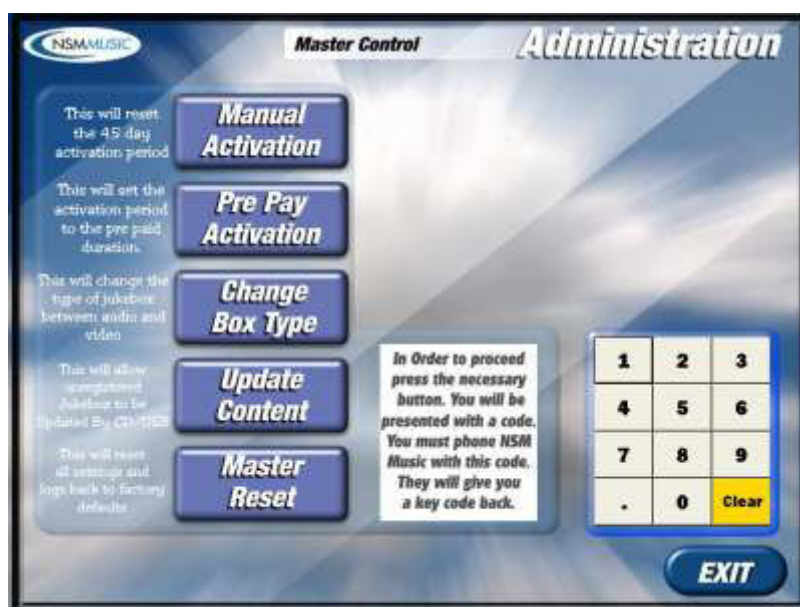 NSMMUSIC
Master Control
Administration
This will reset
the 45 day
activation period
Manual
Activation
This will set the
activation period
to the pre paid
duration.
Pre Pay
Activation
This will change the
type of jukebox
between audio and
video
Change
Box Type
This will allow
unregistered
Jukebox to be
Updated By CD/USB
Update
Content
This will reset
all settings and
logs back to factory
defaults
Master
Reset
In Order to proceed
press the necessary
button. You will be
presented with a code.
You must phone NSM
Music with this code.
They will give you
a key code back.
1 2 3
4 5 6
7 8 9
. 0 Clear
EXIT